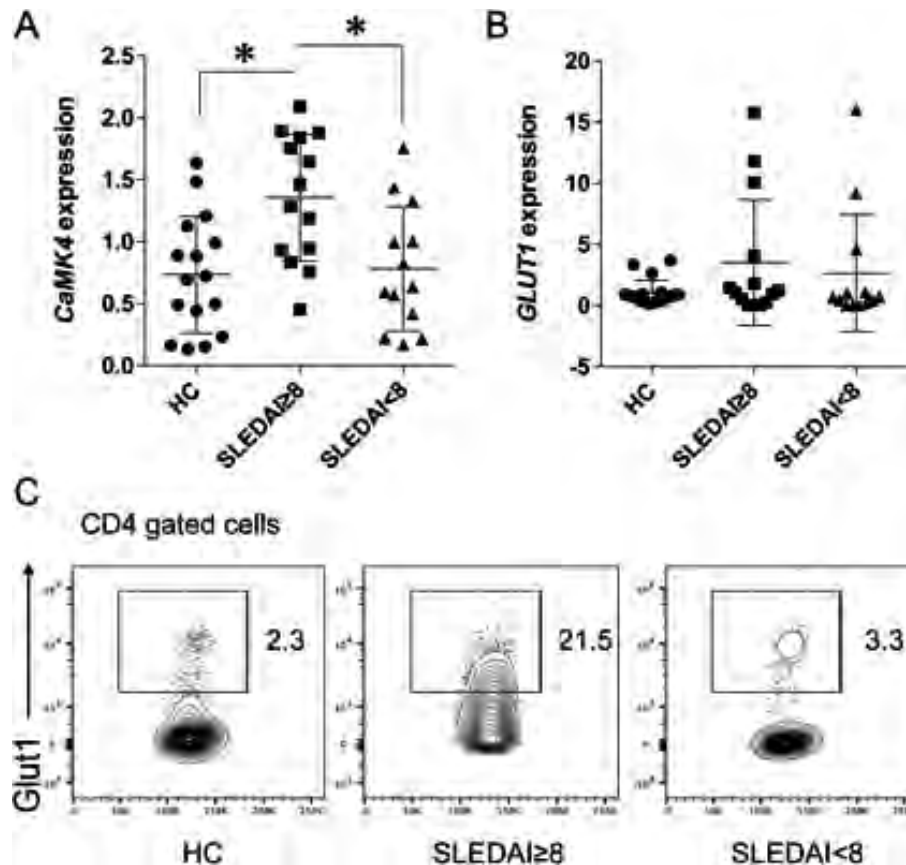 A
CaMK4 expression
2.5
2.0
1.5
1.0
0.5
0.0
*
*
HC
SLEDAI≥8
SLEDAI<8
B
GLUT1 expression
20
15
10
5
0
-5
HC
SLEDAI≥8
SLEDAI<8
C
CD4 gated cells
Glut1
2.3
21.5
3.3
HC
SLEDAI≥8
SLEDAI<8